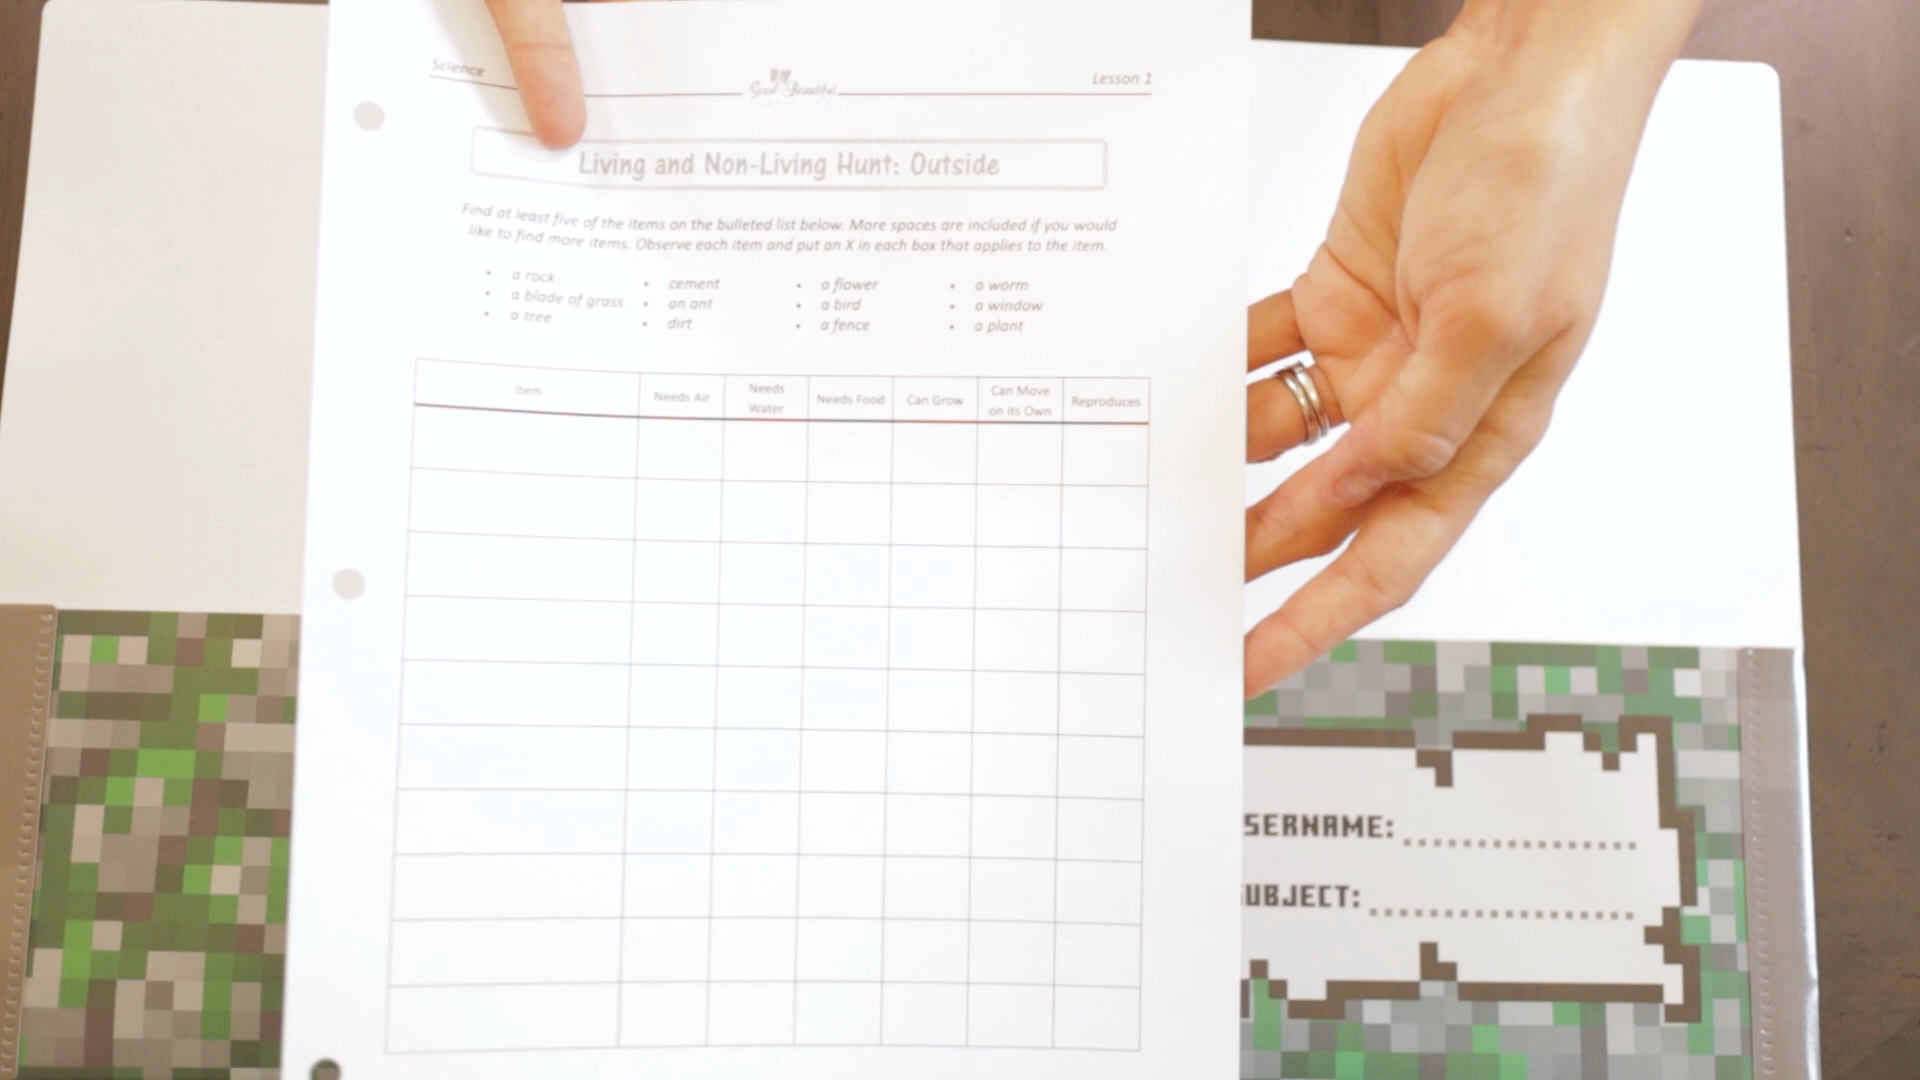 Science
Good Beautiful
Lesson 1
Living and Non-Living Hunt: Outside
Find at least five of the items on the bulleted list below. More spaces are included if you would
like to find more items. Observe each item and put an X in each box that applies to the item.
• a rock
• a blade of grass
• a tree
• cement
• an ant
• dirt
• a flower
• a bird
• a fence
• a worm
• a window
• a plant
Item
Needs Air
Needs
Water
Needs Food
Can Grow
Can Move
on its Own
Reproduces
SERNAME:
UBJECT: